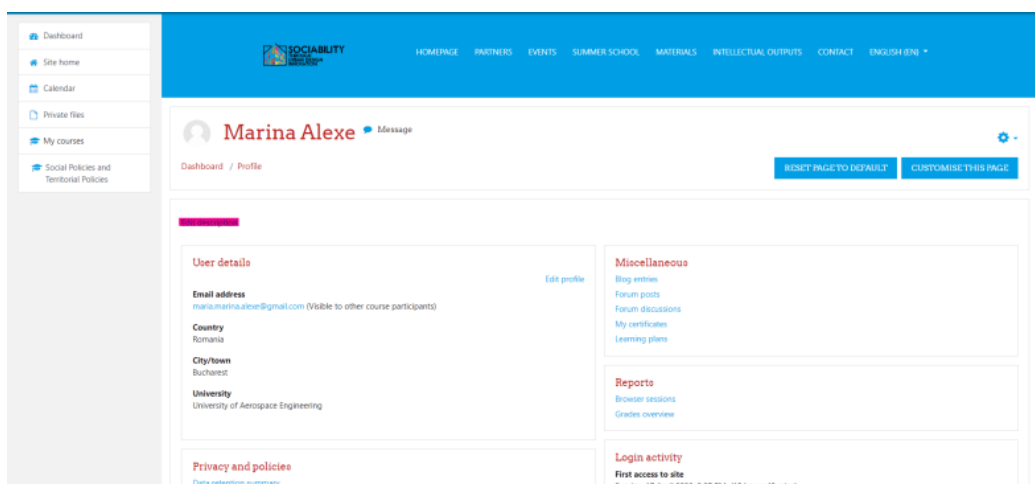 Dashboard
Site home
Calendar
Private files
My courses
Social Policies and
Territorial Policies
SOCIABILITY
HOMEPAGE PARTNERS EVENTS SUMMER SCHOOL MATERIALS INTELLECTUAL OUTPUTS CONTACT ENGLISH (EN)
Marina Alexe Message
Dashboard / Profile
RESET PAGE TO DEFAULT CUSTOMISE THIS PAGE
Edit description
User details
Edit profile
Email address
maria.marina.alexe@gmail.com (Visible to other course participants)
Country
Romania
City/town
Bucharest
University
University of Aerospace Engineering
Privacy and policies
Data retention summary
Miscellaneous
Blog entries
Forum posts
Forum discussions
My certificates
Learning plans
Reports
Browser sessions
Grades overview
Login activity
First access to site